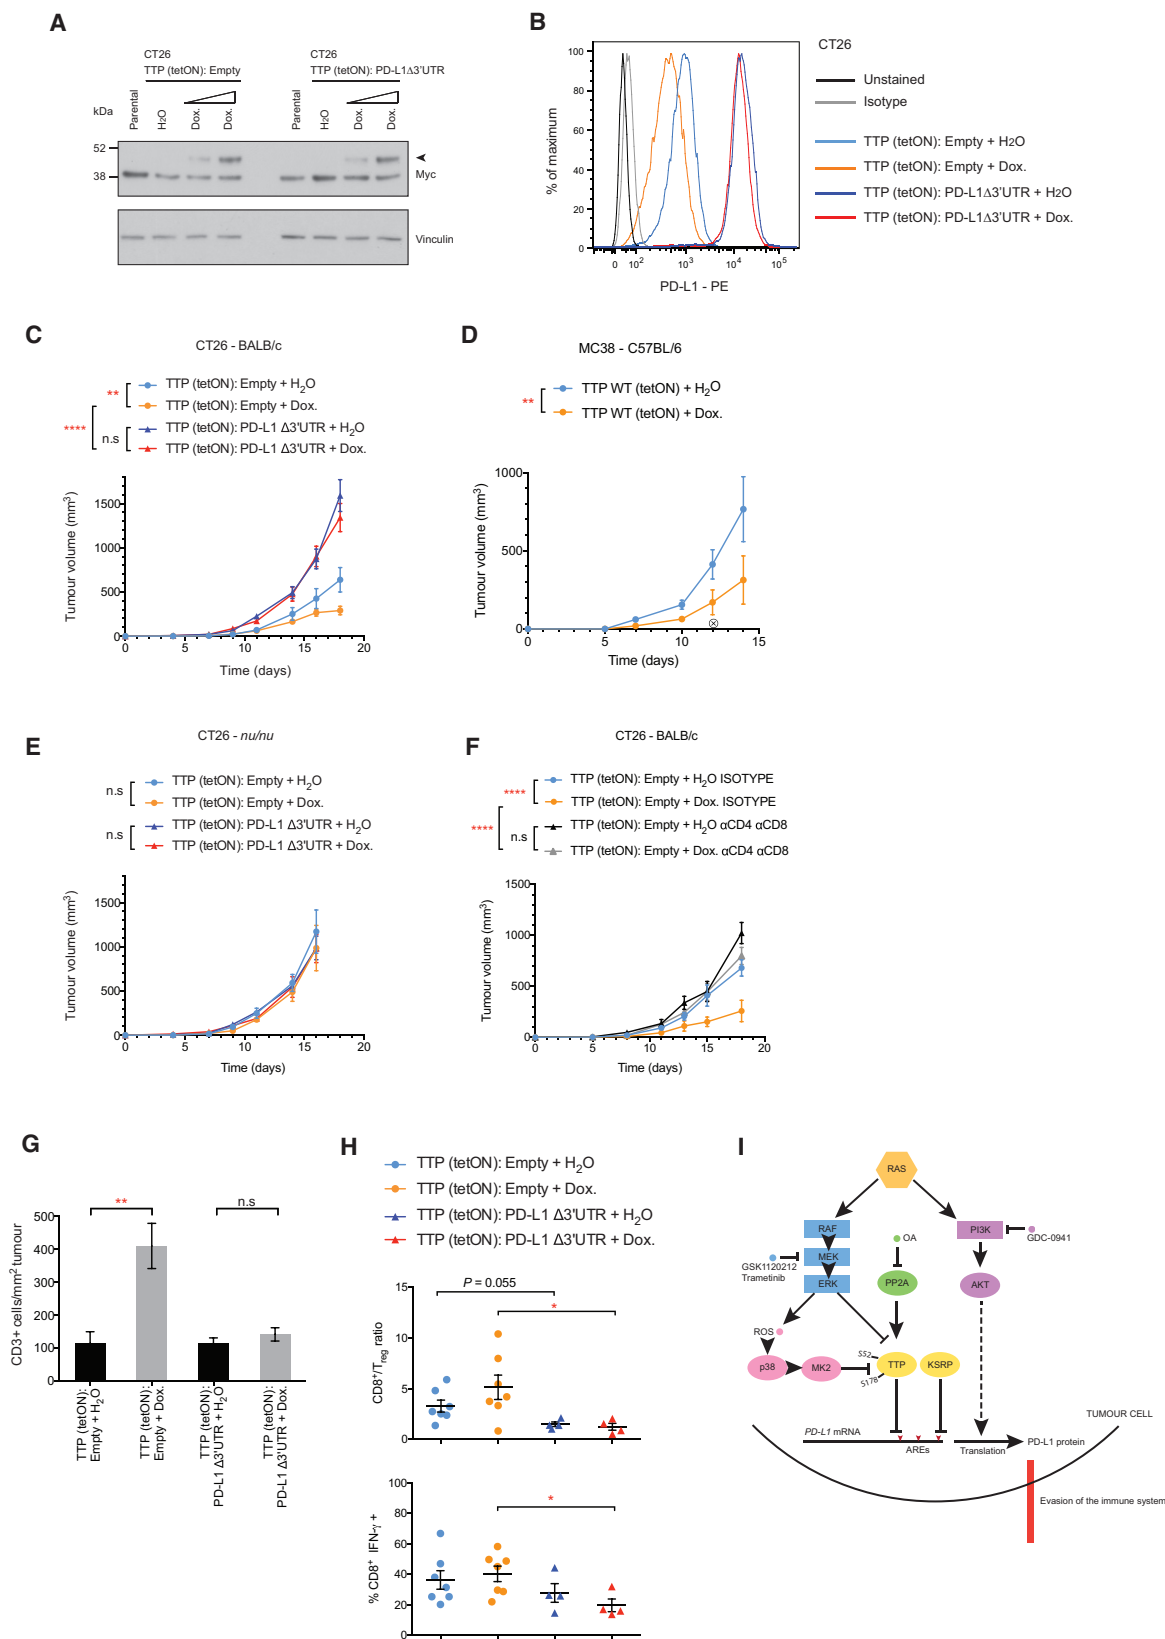 A
CT26
TTP (tetON): Empty
CT26
TTP (tetON): PD-L1Δ3'UTR
kDa
Parental
H2O
Dox.
Dox.
Parental
H2O
Dox.
Dox.
52
38
Myc
Vinculin
B
% of maximum
100
80
60
40
20
0
0 10² 10³ 10⁴ 10⁵
PD-L1 - PE
CT26
Unstained
Isotype
TTP (tetON): Empty + H2O
TTP (tetON): Empty + Dox.
TTP (tetON): PD-L1Δ3'UTR + H2O
TTP (tetON): PD-L1Δ3'UTR + Dox.
C
CT26 - BALB/c
** TTP (tetON): Empty + H₂O
TTP (tetON): Empty + Dox.
**** n.s TTP (tetON): PD-L1 Δ3'UTR + H₂O
TTP (tetON): PD-L1 Δ3'UTR + Dox.
Tumour volume (mm³)
1500
1000
500
0
0 5 10 15 20
Time (days)
D
MC38 - C57BL/6
** TTP WT (tetON) + H₂O
TTP WT (tetON) + Dox.
Tumour volume (mm³)
1000
500
0
0 5 10 15
Time (days)
E
CT26 - nu/nu
n.s TTP (tetON): Empty + H₂O
TTP (tetON): Empty + Dox.
n.s TTP (tetON): PD-L1 Δ3'UTR + H₂O
TTP (tetON): PD-L1 Δ3'UTR + Dox.
Tumour volume (mm³)
1500
1000
500
0
0 5 10 15 20
Time (days)
F
CT26 - BALB/c
**** TTP (tetON): Empty + H₂O ISOTYPE
TTP (tetON): Empty + Dox. ISOTYPE
**** n.s TTP (tetON): Empty + H₂O αCD4 αCD8
TTP (tetON): Empty + Dox. αCD4 αCD8
Tumour volume (mm³)
1500
1000
500
0
0 5 10 15 20
Time (days)
G
** n.s
CD3+ cells/mm² tumour
500
400
300
200
100
0
TTP (tetON):
Empty + H₂O
TTP (tetON):
Empty + Dox.
TTP (tetON):
PD-L1 Δ3'UTR + H₂O
TTP (tetON):
PD-L1 Δ3'UTR + Dox.
H
TTP (tetON): Empty + H₂O
TTP (tetON): Empty + Dox.
TTP (tetON): PD-L1 Δ3'UTR + H₂O
TTP (tetON): PD-L1 Δ3'UTR + Dox.
P = 0.055
*
CD8⁺/Treg ratio
15
10
5
0
*
% CD8⁺ IFN-γ +
100
80
60
40
20
0
I
RAS
RAF
PI3K
GDC-0941
OA
MEK
GSK1120212
Trametinib
ERK
PP2A
AKT
ROS
p38
MK2
S52
S178
TTP
KSRP
TUMOUR CELL
PD-L1 mRNA
AREs
Translation
PD-L1 protein
Evasion of the immune system